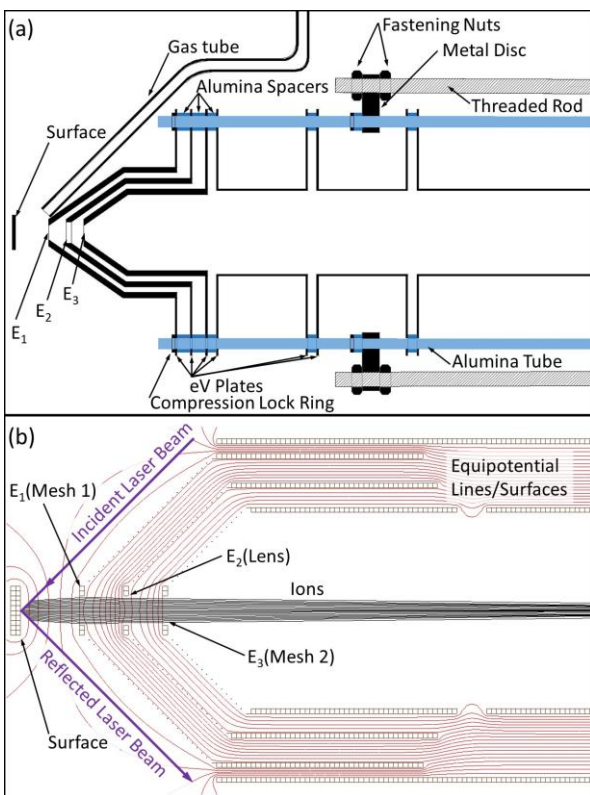 (a)
Fastening Nuts
Metal Disc
Gas tube
Alumina Spacers
Threaded Rod
Surface
E3
E2
E1
eV Plates
Compression Lock Ring
Alumina Tube
(b)
Incident Laser Beam
E1(Mesh 1)
Equipotential
Lines/Surfaces
E2(Lens)
Ions
E3(Mesh 2)
Reflected Laser Beam
Surface